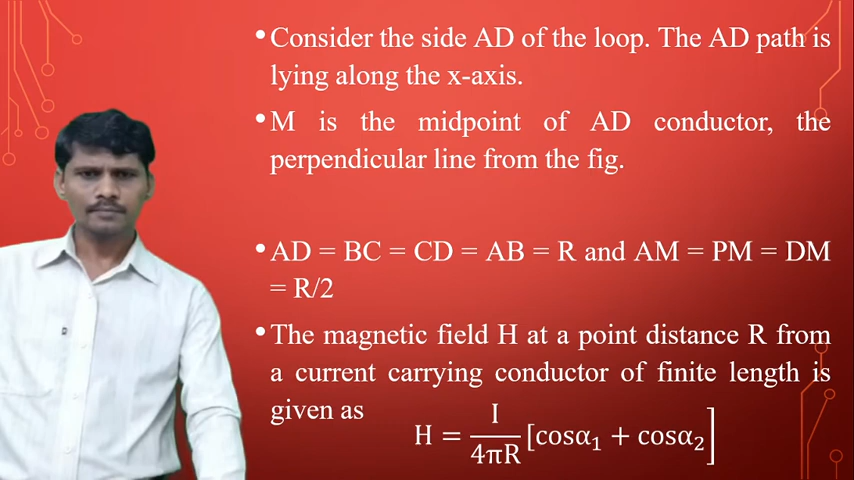 •Consider the side AD of the loop. The AD path is
lying along the x-axis.
•M is the midpoint of AD conductor, the
perpendicular line from the fig.
•AD = BC = CD = AB = R and AM = PM = DM
= R/2
•The magnetic field H at a point distance R from
a current carrying conductor of finite length is
given as
H = I/4πR [cosα₁ + cosα₂]